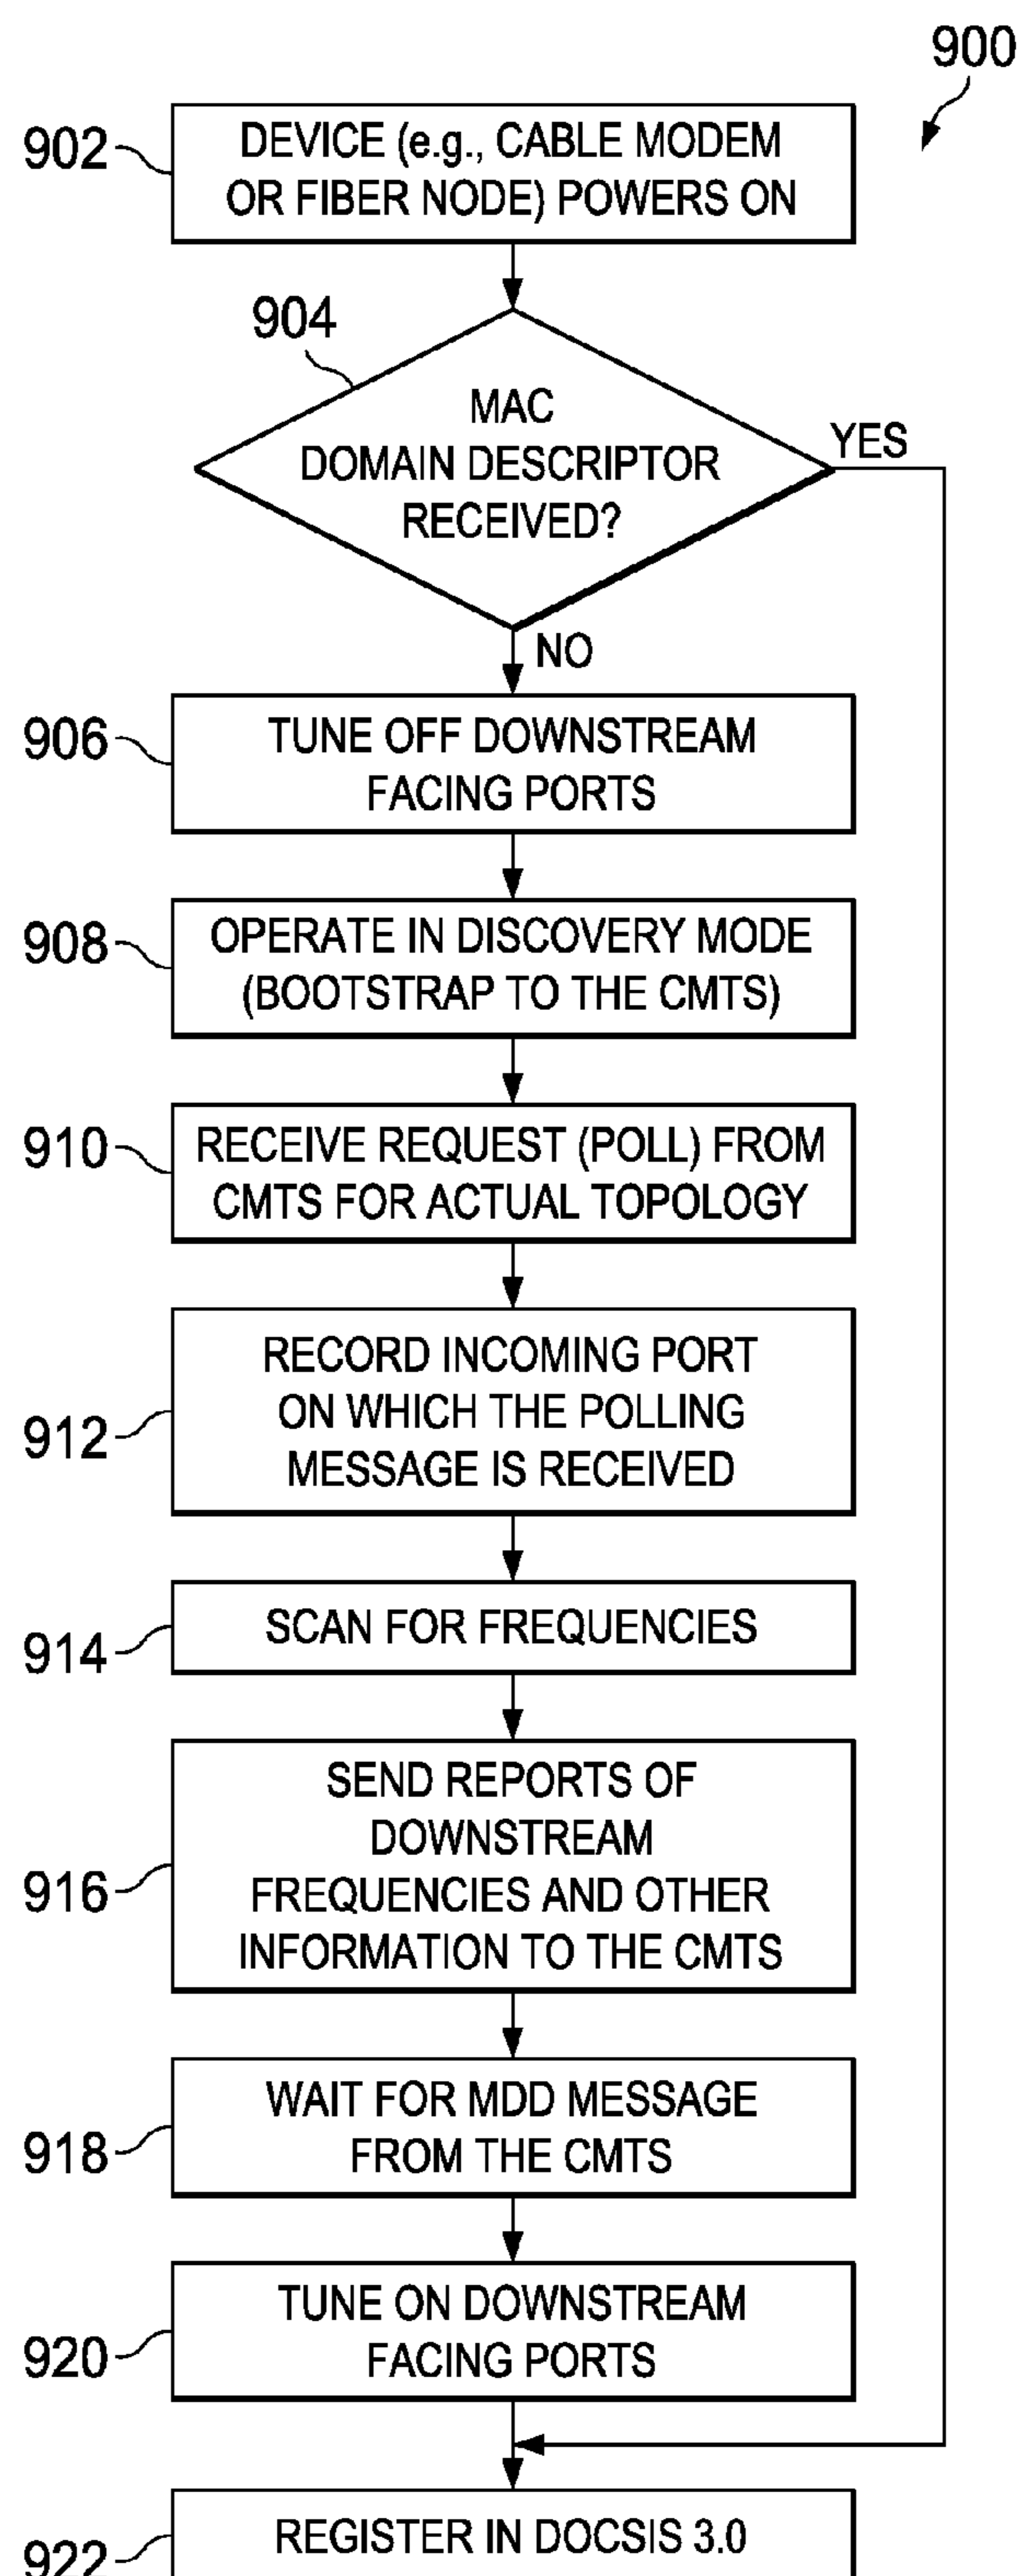 900
902
DEVICE (e.g., CABLE MODEM
OR FIBER NODE) POWERS ON
904
MAC
DOMAIN DESCRIPTOR
RECEIVED?
YES
NO
906
TUNE OFF DOWNSTREAM
FACING PORTS
908
OPERATE IN DISCOVERY MODE
(BOOTSTRAP TO THE CMTS)
910
RECEIVE REQUEST (POLL) FROM
CMTS FOR ACTUAL TOPOLOGY
912
RECORD INCOMING PORT
ON WHICH THE POLLING
MESSAGE IS RECEIVED
914
SCAN FOR FREQUENCIES
916
SEND REPORTS OF
DOWNSTREAM
FREQUENCIES AND OTHER
INFORMATION TO THE CMTS
918
WAIT FOR MDD MESSAGE
FROM THE CMTS
920
TUNE ON DOWNSTREAM
FACING PORTS
922
REGISTER IN DOCSIS 3.0